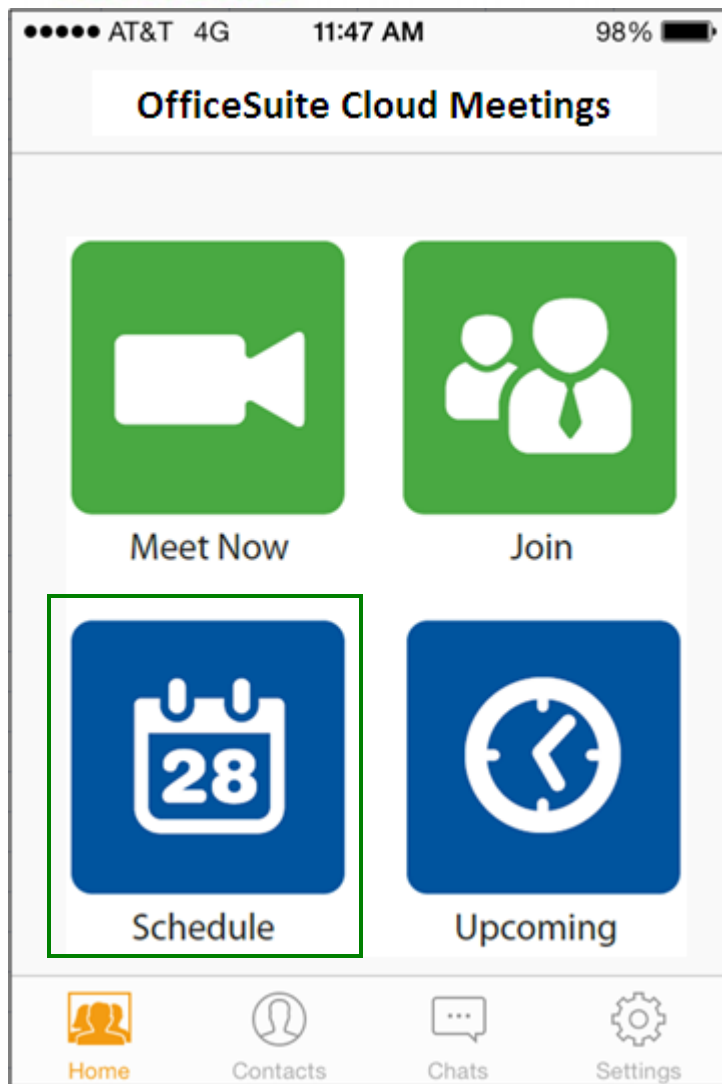 AT&T 4G 11:47 AM 98%
OfficeSuite Cloud Meetings
Meet Now Join
28
Schedule Upcoming
Home Contacts Chats Settings